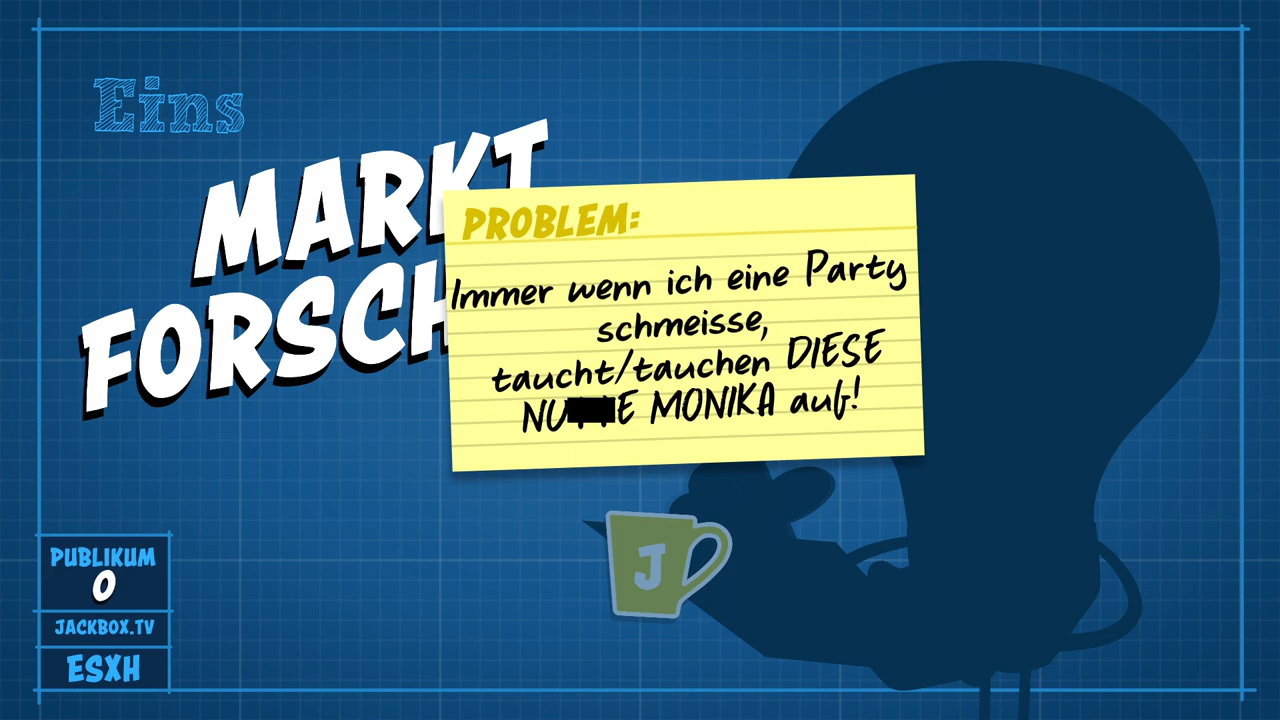 Eins
MARKT
FORSCH
PROBLEM:
Immer wenn ich eine Party
schmeisse,
taucht/tauchen DIESE
MONIKA auf!
J
PUBLIKUM
0
JACKBOX.TV
ESXH